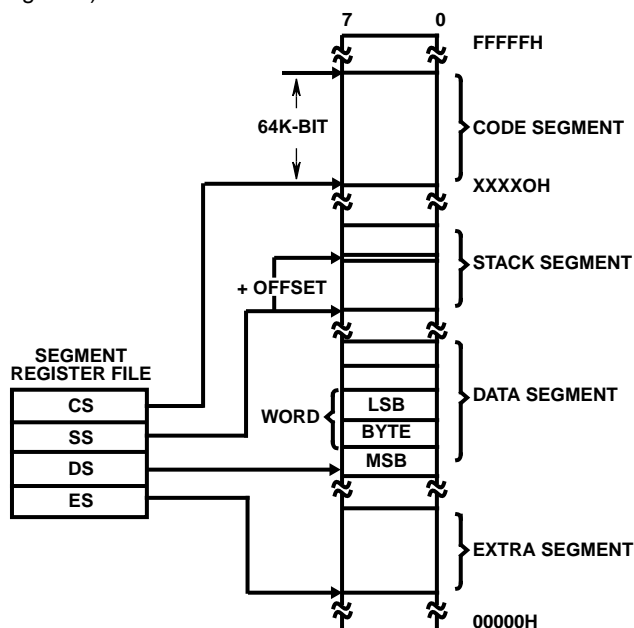 7 0
FFFFFH
64K-BIT
CODE SEGMENT
XXXXOH
STACK SEGMENT
+ OFFSET
SEGMENT
REGISTER FILE
CS
SS
DS
ES
WORD
LSB
BYTE
MSB
DATA SEGMENT
EXTRA SEGMENT
00000H